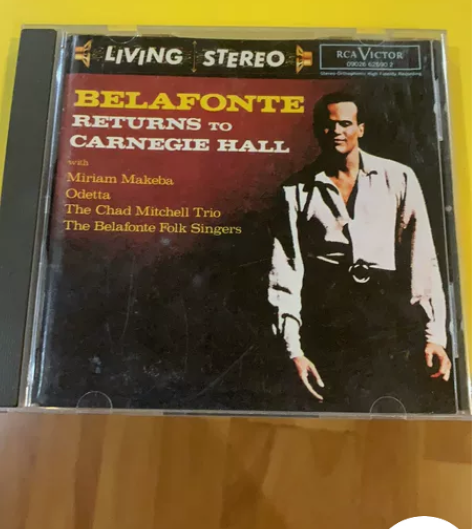 LIVING STEREO
RCA VICTOR
BELAFONTE
RETURNS TO
CARNEGIE HALL
with
Miriam Makeba
Odetta
The Chad Mitchell Trio
The Belafonte Folk Singers